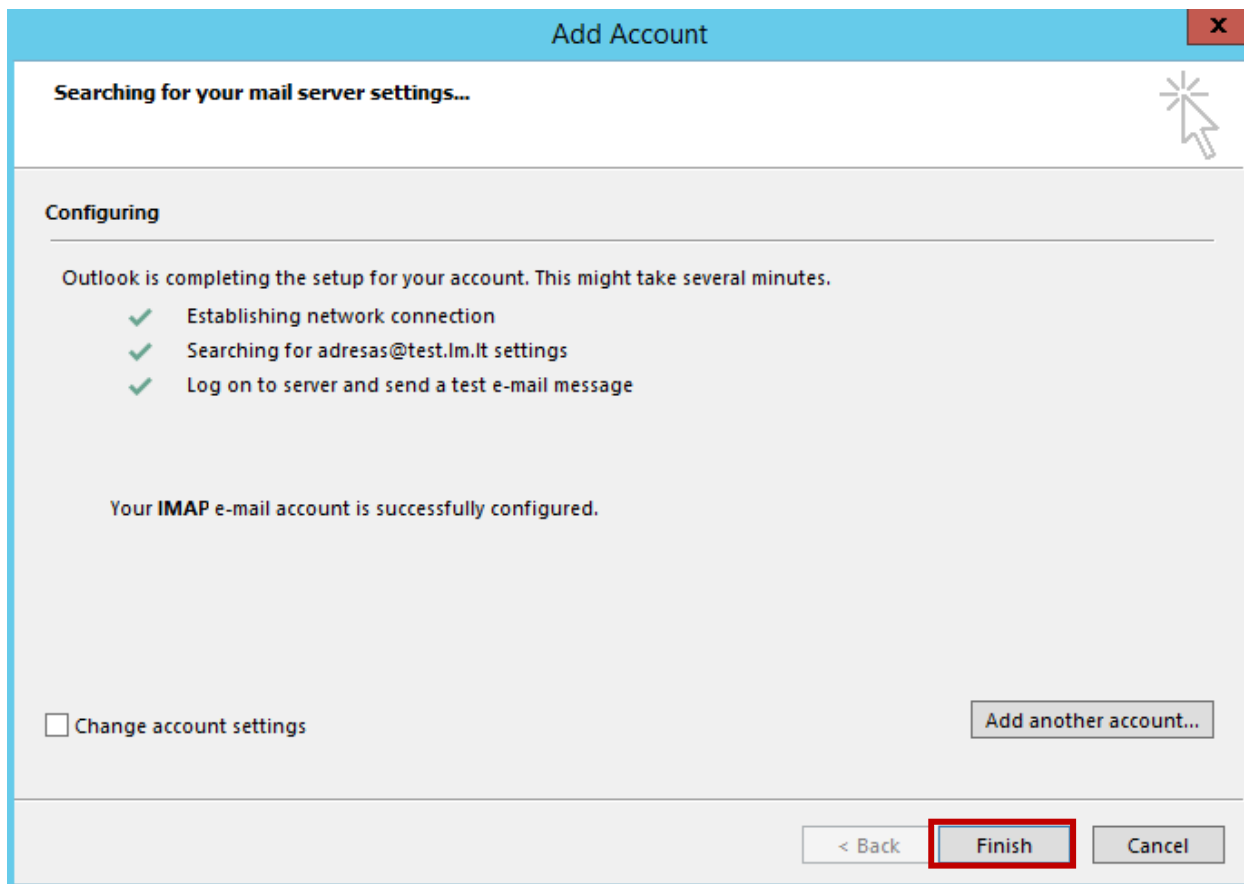 Add Account
x
Searching for your mail server settings...
Configuring
Outlook is completing the setup for your account. This might take several minutes.
Establishing network connection
Searching for adresas@test.lm.lt settings
Log on to server and send a test e-mail message
Your IMAP e-mail account is successfully configured.
Change account settings
Add another account...
< Back
Finish
Cancel